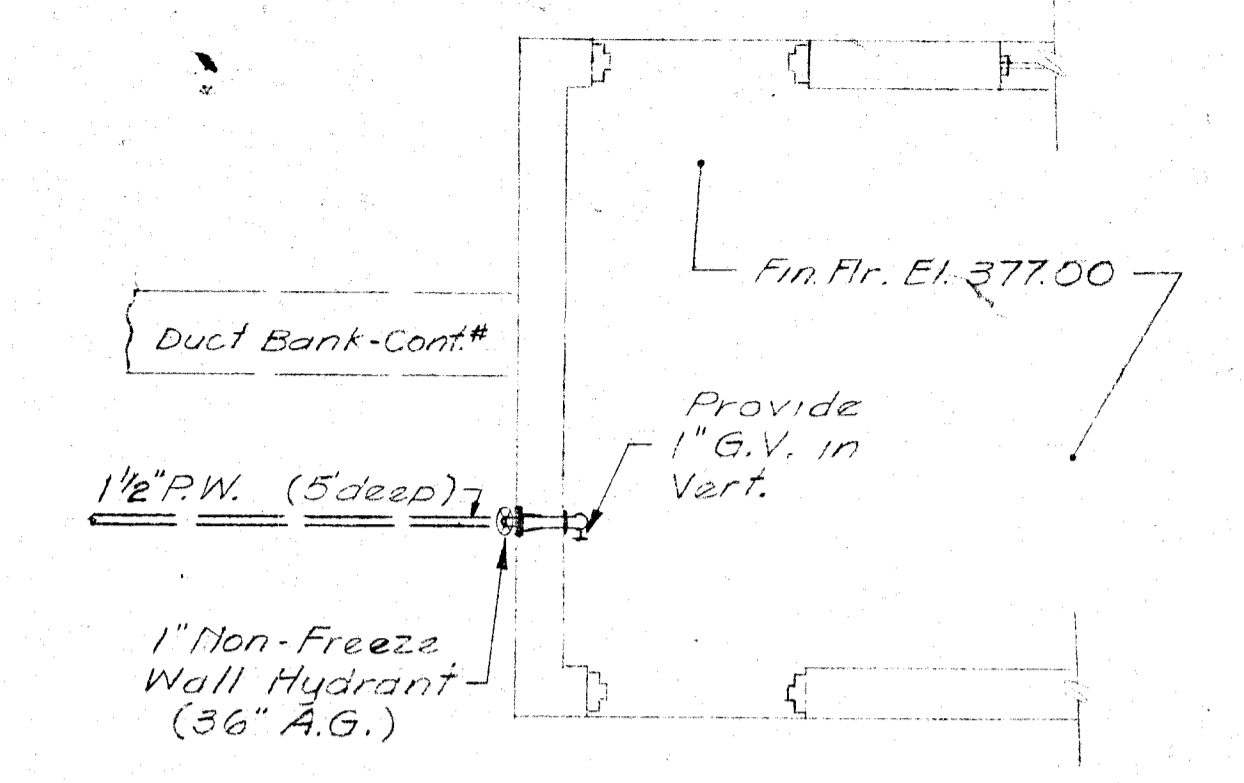 Fin. Flr. El. 377.00
Duct Bank-Cont.#
Provide
1" G.V. in
Vert.
1½" P.W. (5'deep)
1" Non-Freeze
Wall Hydrant
(36" A.G.)